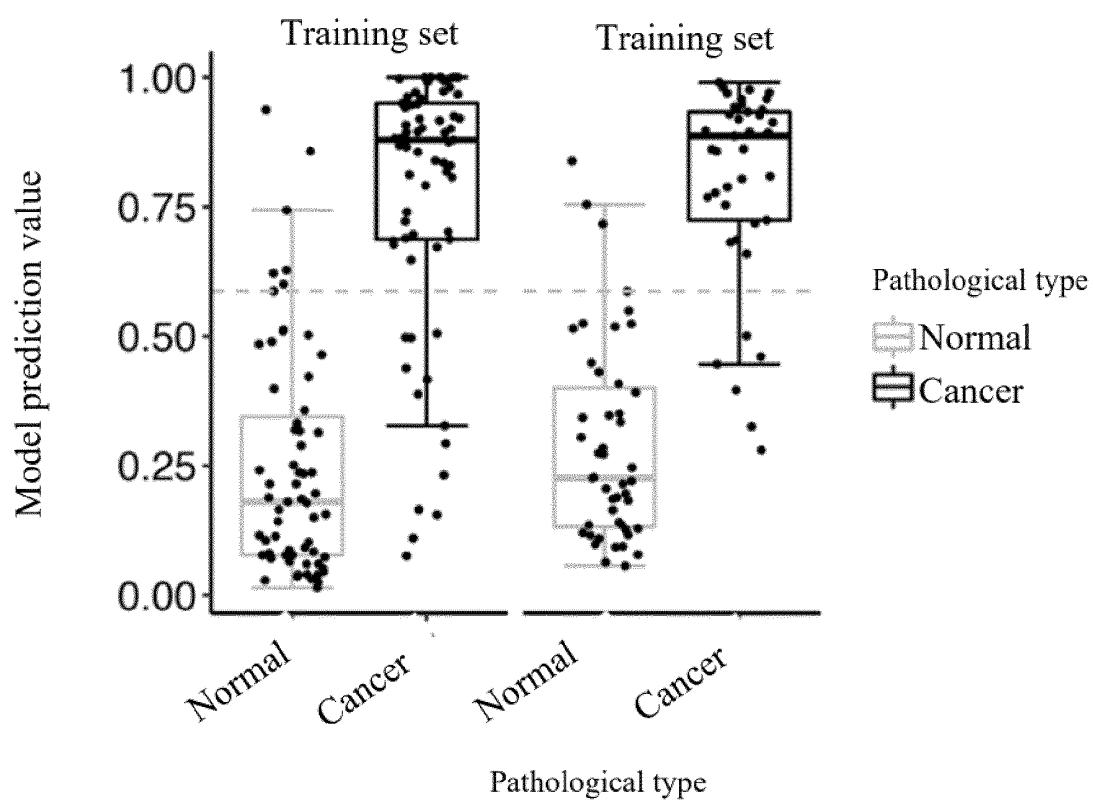 Training set
Training set
Model prediction value
1.00
0.75
0.50
0.25
0.00
Normal
Cancer
Normal
Cancer
Pathological type
Pathological type
Normal
Cancer